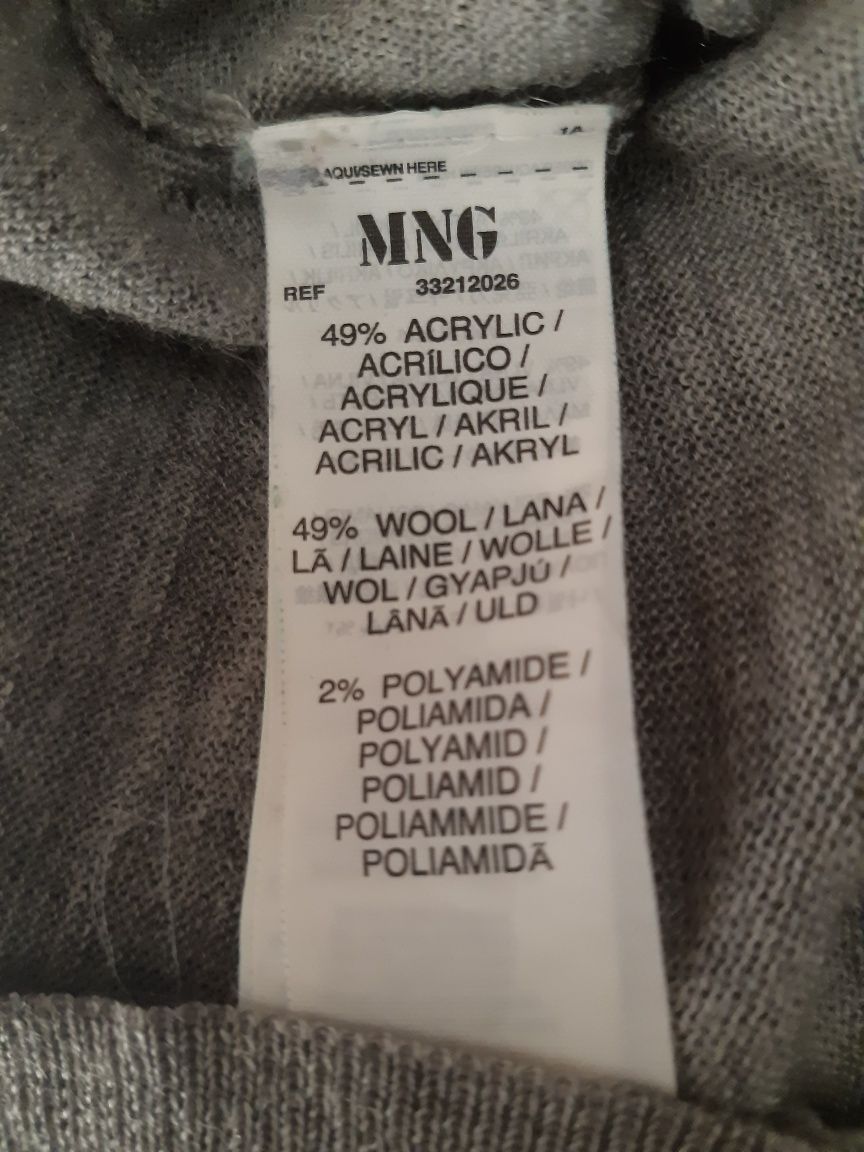 AQUI/SEWN HERE
MNG
REF 33212026
49% ACRYLIC /
ACRÍLICO /
ACRYLIQUE /
ACRYL / AKRIL /
ACRILIC / AKRYL
49% WOOL / LANA /
LÃ / LAINE / WOLLE /
WOL / GYAPJÚ /
LÂNĂ / ULD
2% POLYAMIDE /
POLIAMIDA /
POLYAMID /
POLIAMID /
POLIAMMIDE /
POLIAMIDĂ